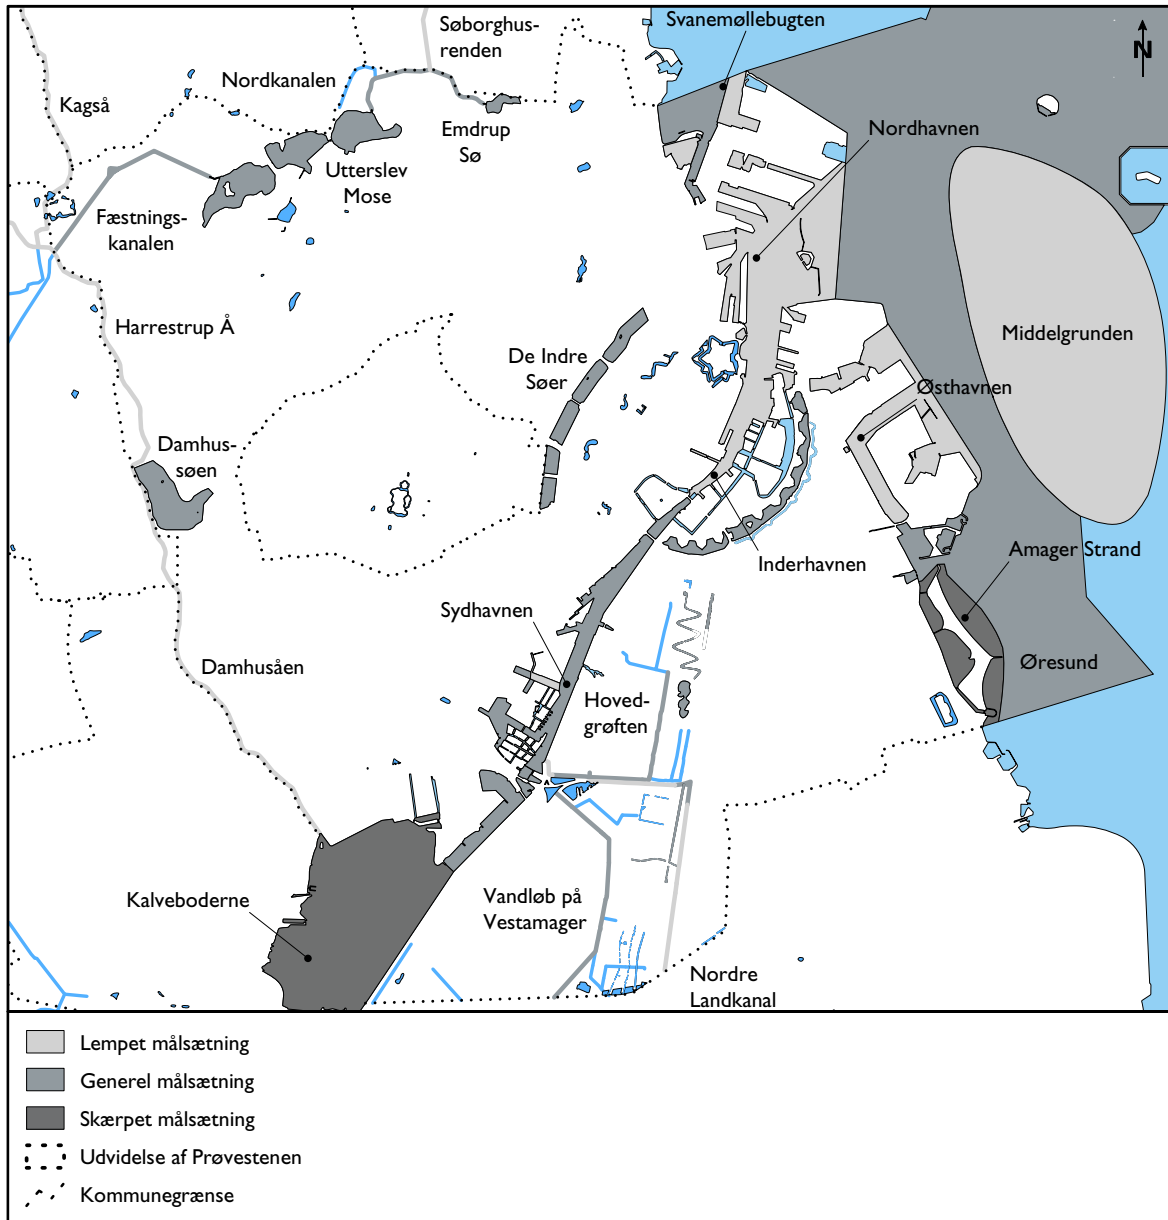 Søborghus-
renden
Svanemøllebugten
N
Nordkanalen
Kagså
Emdrup
Sø
Nordhavnen
Utterslev
Mose
Fæstnings-
kanalen
Harrestrup Å
Middelgrunden
De Indre
Søer
Østhavnen
Damhus-
søen
Inderhavnen
Amager Strand
Sydhavnen
Damhusåen
Øresund
Hoved-
grøften
Kalveboderne
Vandløb på
Vestamager
Nordre
Landkanal
Lempet målsætning
Generel målsætning
Skærpet målsætning
Udvidelse af Prøvestenen
Kommunegrænse